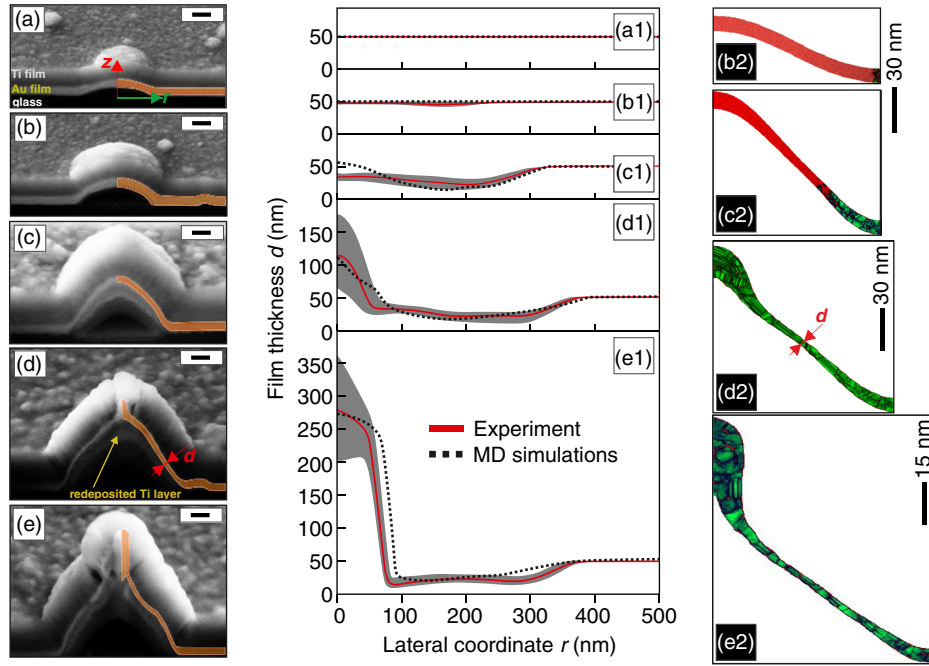 (a)
z
r
Ti film
Au film
glass
(b)
(c)
(d)
d
redeposited Ti layer
(e)
Film thickness d (nm)
50
0
(a1)
50
0
(b1)
50
0
(c1)
150
100
50
0
(d1)
350
300
250
200
150
100
50
0
(e1)
Experiment
MD simulations
0 100 200 300 400 500
Lateral coordinate r (nm)
(b2)
30 nm
(c2)
d
30 nm
(d2)
15 nm
(e2)